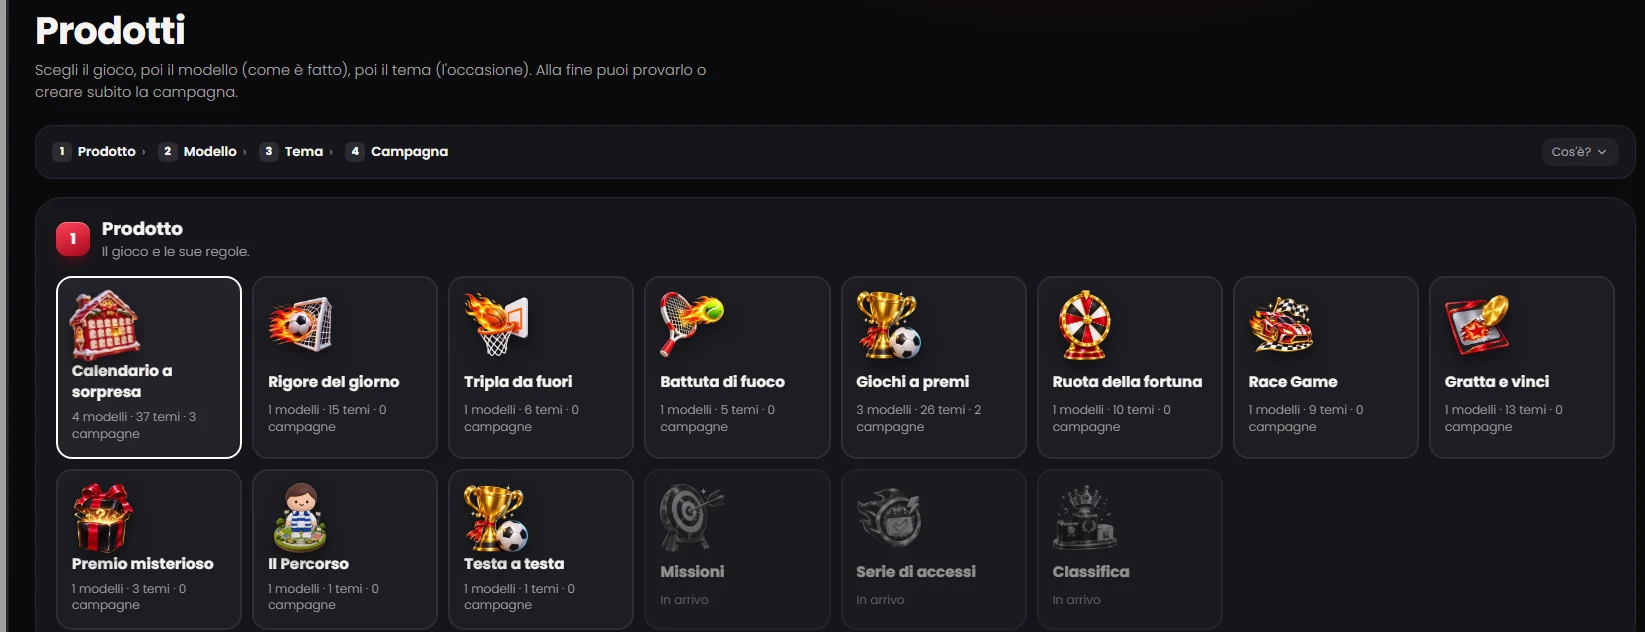 Prodotti
Scegli il gioco, poi il modello (come è fatto), poi il tema (l'occasione). Alla fine puoi provarlo o
creare subito la campagna.
1 Prodotto › 2 Modello › 3 Tema › 4 Campagna
Cos'è?
1
Prodotto
Il gioco e le sue regole.
Calendario a
sorpresa
4 modelli · 37 temi · 3
campagne
Rigore del giorno
1 modelli · 15 temi · 0
campagne
Tripla da fuori
1 modelli · 6 temi · 0
campagne
Battuta di fuoco
1 modelli · 5 temi · 0
campagne
Giochi a premi
3 modelli · 26 temi · 2
campagne
Ruota della fortuna
1 modelli · 10 temi · 0
campagne
Race Game
1 modelli · 9 temi · 0
campagne
Gratta e vinci
1 modelli · 13 temi · 0
campagne
Premio misterioso
1 modelli · 3 temi · 0
campagne
Il Percorso
1 modelli · 1 temi · 0
campagne
Testa a testa
1 modelli · 1 temi · 0
campagne
Missioni
In arrivo
Serie di accessi
In arrivo
Classifica
In arrivo